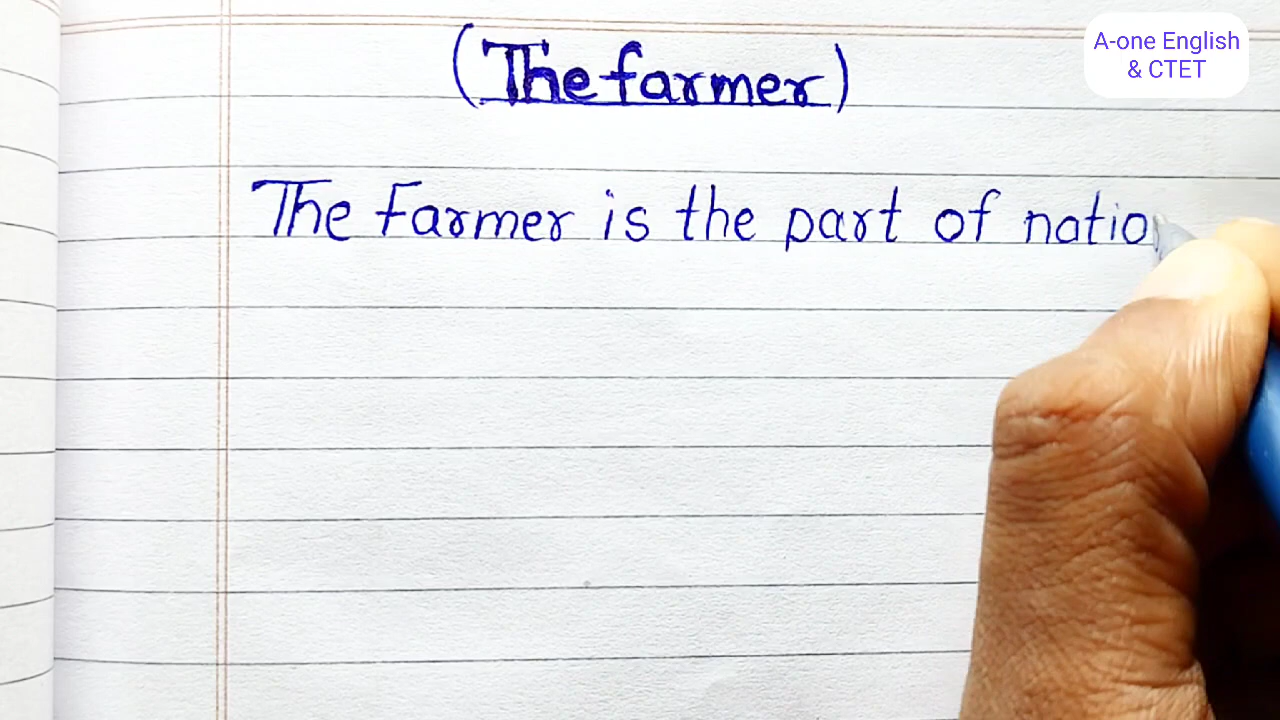 (The farmer)
A-one English
& CTET
The Farmer is the part of natio